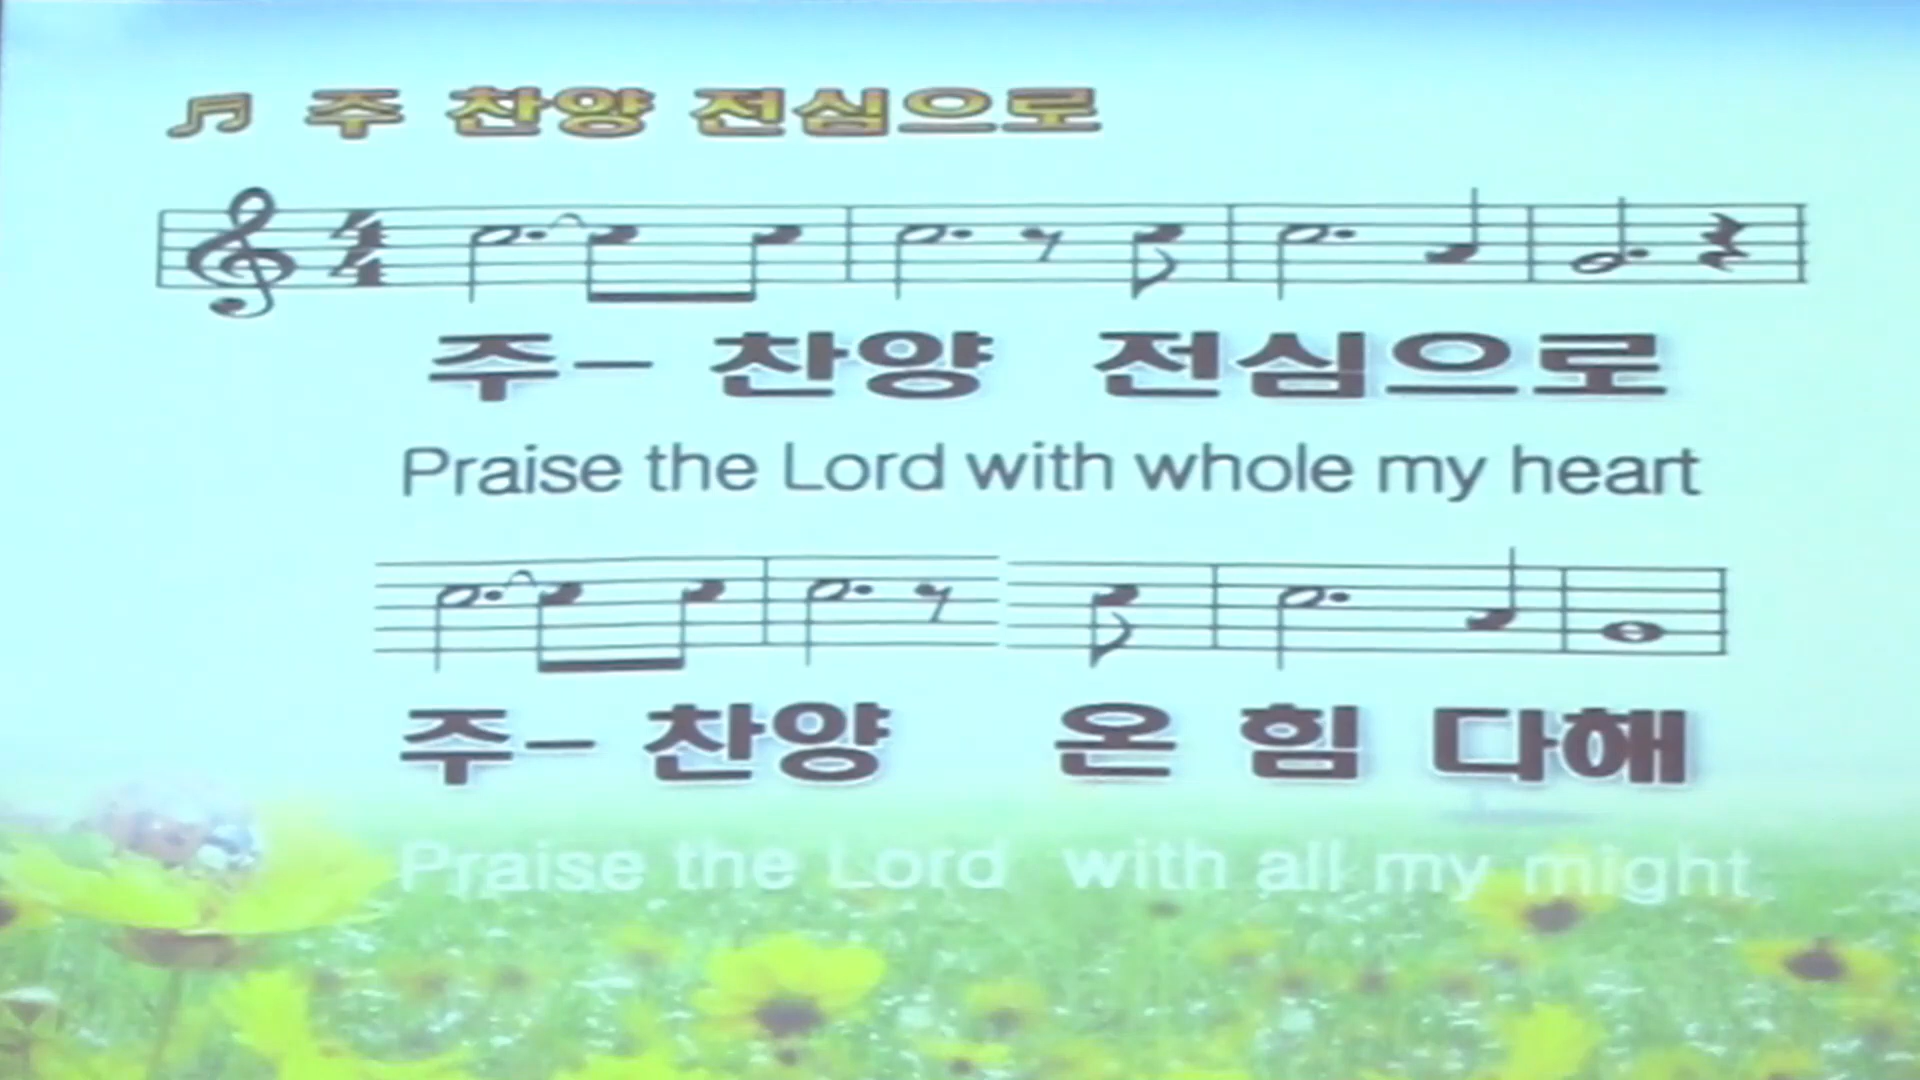 주 찬양 전심으로
주- 찬양 전심으로
Praise the Lord with whole my heart
주- 찬양 온 힘 다해
Praise the Lord with all my might